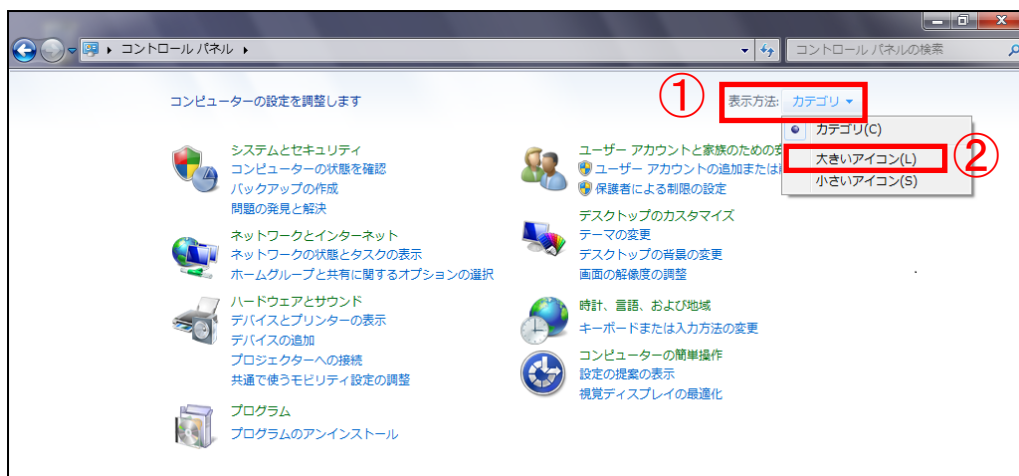 コントロール パネル
コントロール パネルの検索
コンピューターの設定を調整します
①
表示方法: カテゴリ
カテゴリ(C)
大きいアイコン(L)
②
小さいアイコン(S)
システムとセキュリティ
コンピューターの状態を確認
バックアップの作成
問題の発見と解決
ネットワークとインターネット
ネットワークの状態とタスクの表示
ホームグループと共有に関するオプションの選択
ハードウェアとサウンド
デバイスとプリンターの表示
デバイスの追加
プロジェクターへの接続
共通で使うモビリティ設定の調整
プログラム
プログラムのアンインストール
ユーザー アカウントと家族のための
ユーザー アカウントの追加または
保護者による制限の設定
デスクトップのカスタマイズ
テーマの変更
デスクトップの背景の変更
画面の解像度の調整
時計、言語、および地域
キーボードまたは入力方法の変更
コンピューターの簡単操作
設定の提案の表示
視覚ディスプレイの最適化